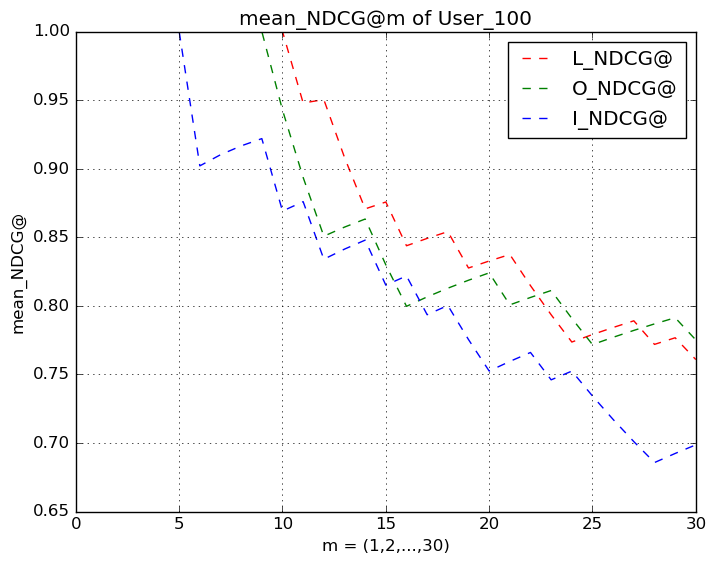 mean_NDCG@m of User_100
L_NDCG@
O_NDCG@
I_NDCG@
mean_NDCG@
1.00
0.95
0.90
0.85
0.80
0.75
0.70
0.65
0 5 10 15 20 25 30
m = (1,2,...,30)